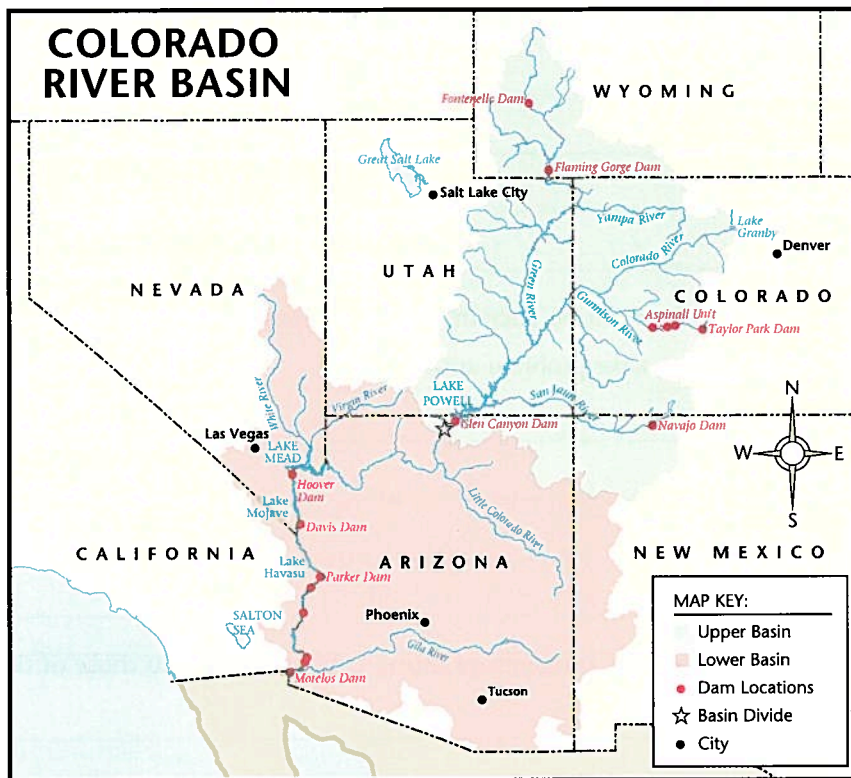 COLORADO
RIVER BASIN
WYOMING
Fontenelle Dam
Flaming Gorge Dam
Great Salt Lake
Salt Lake City
Yampa River
Lake
Granby
Colorado River
Denver
UTAH
Green River
NEVADA
Gunnison River
COLORADO
Aspinall Unit
Taylor Park Dam
White River
Virgin River
LAKE
POWELL
San Jaun River
Islen Canyon Dam
Navajo Dam
Las Vegas
LAKE
MEAD
Hoover
Dam
Lake
Mojave
Davis Dam
Little Colorado River
N
W
E
S
CALIFORNIA
Lake
Havasu
ARIZONA
NEW MEXICO
Parker Dam
SALTON
SEA
Phoenix
Gila River
Motelos Dam
Tucson
MAP KEY:
Upper Basin
Lower Basin
Dam Locations
Basin Divide
City